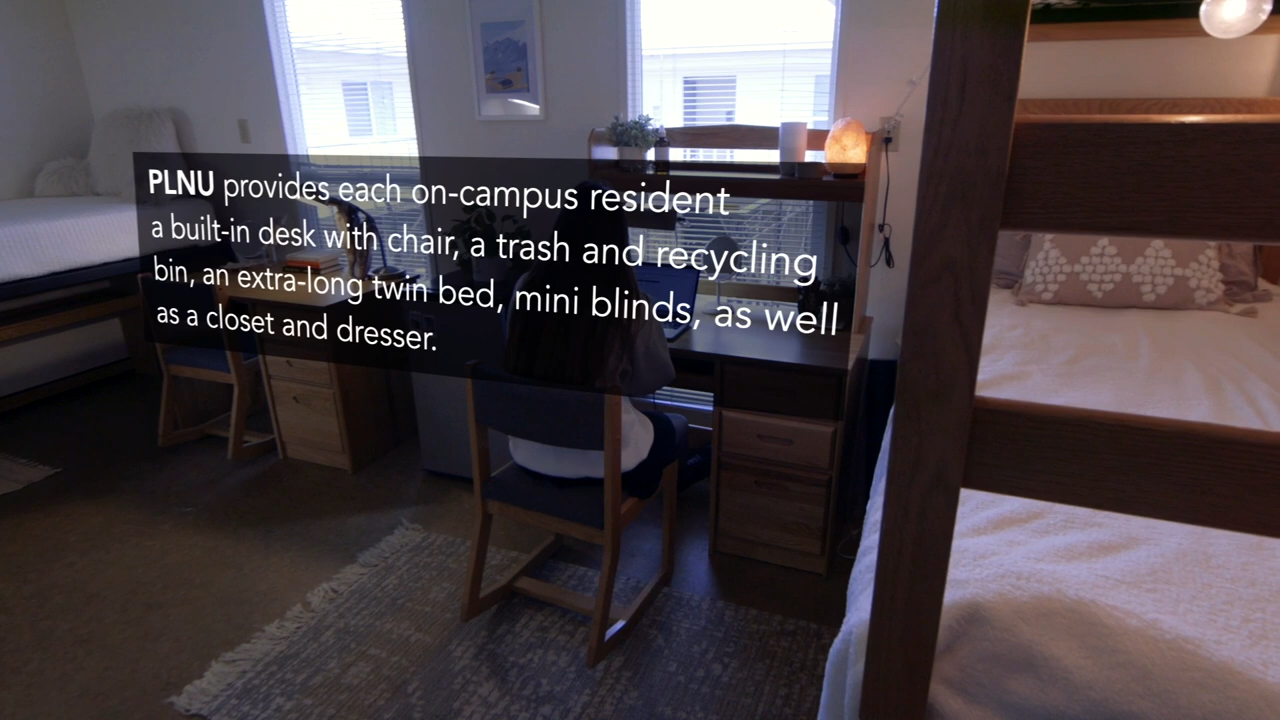 PLNU provides each on-campus resident
a built-in desk with chair, a trash and recycling
bin, an extra-long twin bed, mini blinds, as well
as a closet and dresser.